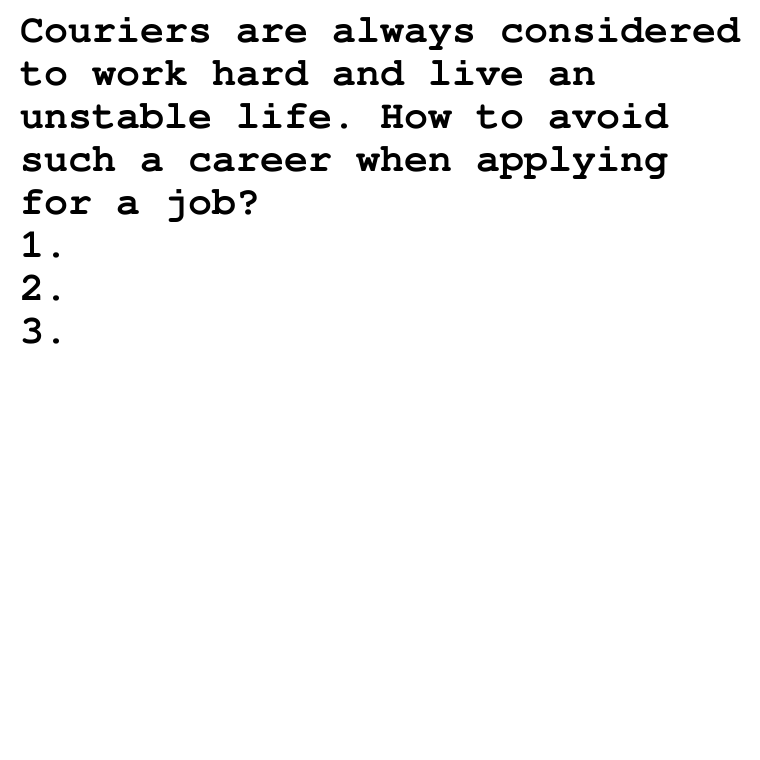 Couriers are always considered
to work hard and live an
unstable life. How to avoid
such a career when applying
for a job?
1.
2.
3.